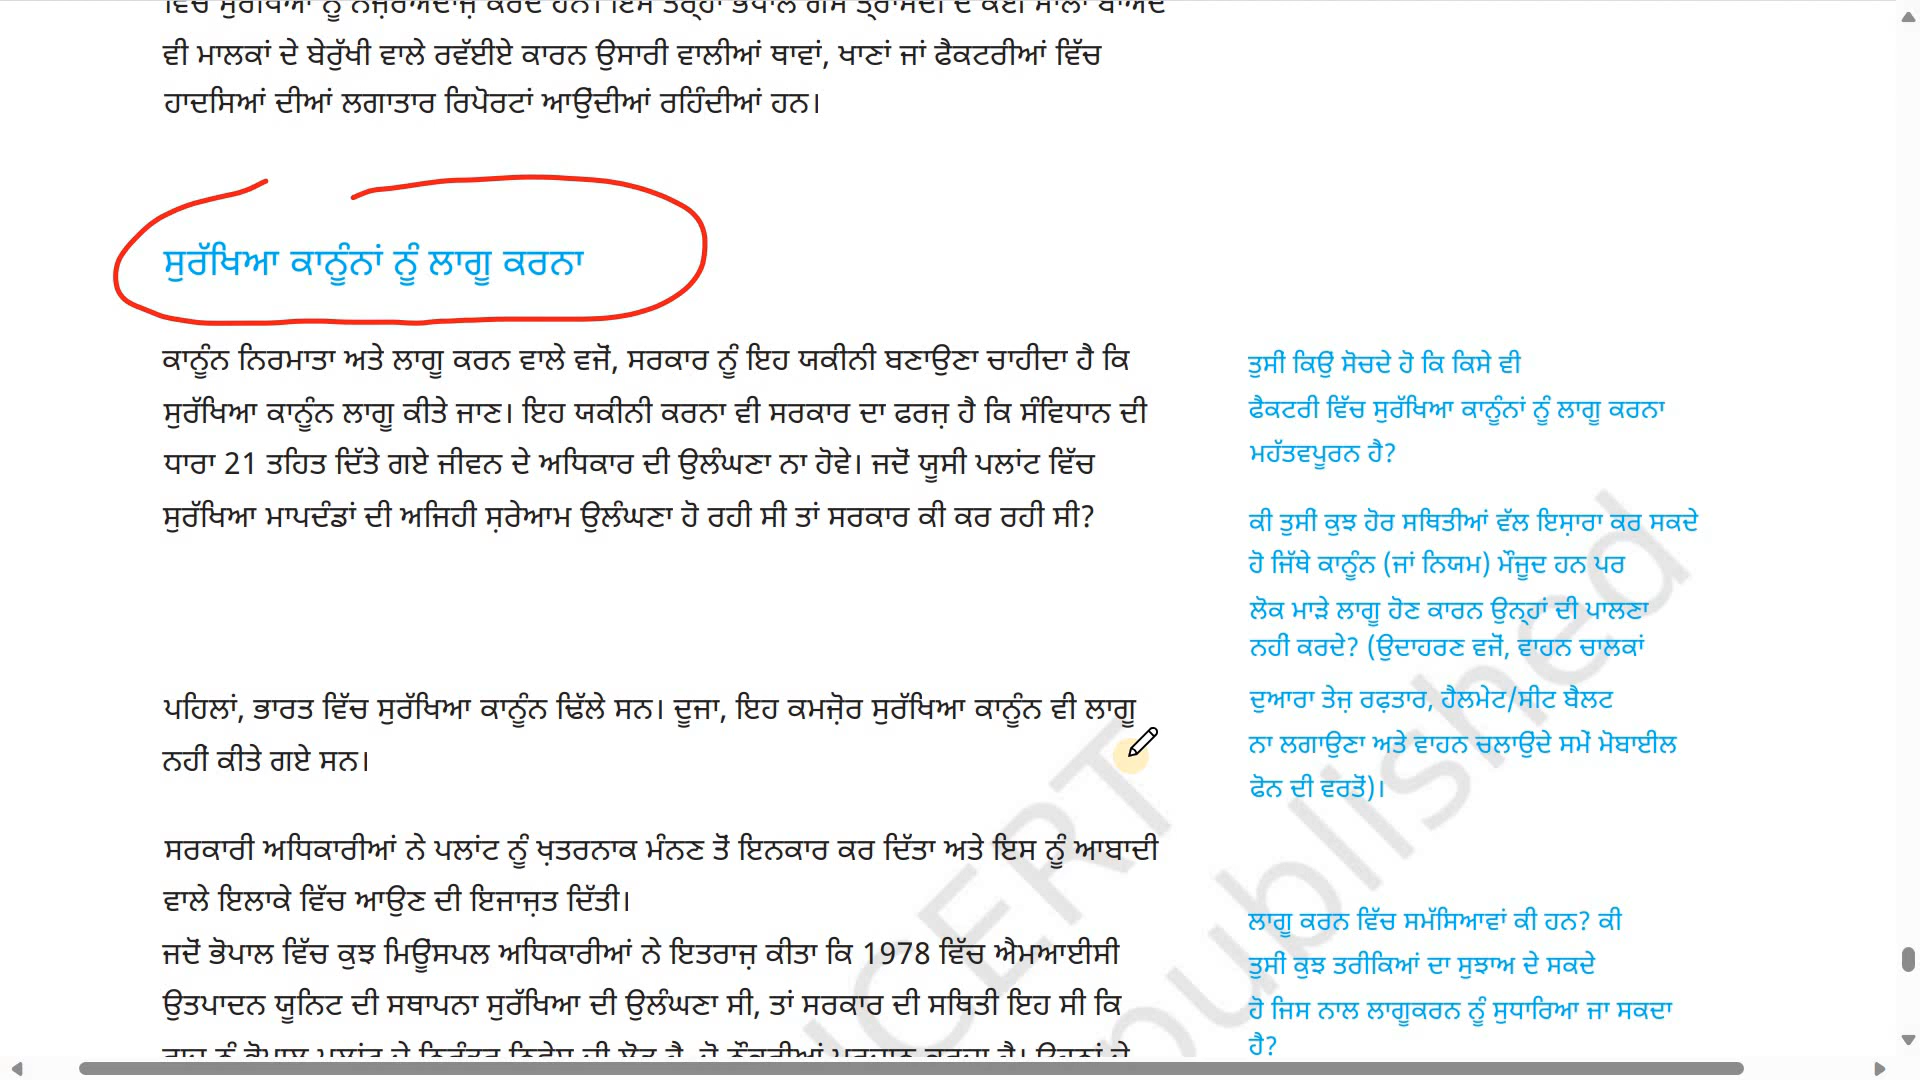 ਵੀ ਮਾਲਕਾਂ ਦੇ ਬੇਰੁੱਖੀ ਵਾਲੇ ਰਵੱਈਏ ਕਾਰਨ ਉਸਾਰੀ ਵਾਲੀਆਂ ਥਾਵਾਂ, ਖਾਣਾਂ ਜਾਂ ਫੈਕਟਰੀਆਂ ਵਿੱਚ
ਹਾਦਸਿਆਂ ਦੀਆਂ ਲਗਾਤਾਰ ਰਿਪੋਰਟਾਂ ਆਉਂਦੀਆਂ ਰਹਿੰਦੀਆਂ ਹਨ।
ਸੁਰੱਖਿਆ ਕਾਨੂੰਨਾਂ ਨੂੰ ਲਾਗੂ ਕਰਨਾ
ਕਾਨੂੰਨ ਨਿਰਮਾਤਾ ਅਤੇ ਲਾਗੂ ਕਰਨ ਵਾਲੇ ਵਜੋਂ, ਸਰਕਾਰ ਨੂੰ ਇਹ ਯਕੀਨੀ ਬਣਾਉਣਾ ਚਾਹੀਦਾ ਹੈ ਕਿ
ਸੁਰੱਖਿਆ ਕਾਨੂੰਨ ਲਾਗੂ ਕੀਤੇ ਜਾਣ। ਇਹ ਯਕੀਨੀ ਕਰਨਾ ਵੀ ਸਰਕਾਰ ਦਾ ਫਰਜ਼ ਹੈ ਕਿ ਸੰਵਿਧਾਨ ਦੀ
ਧਾਰਾ 21 ਤਹਿਤ ਦਿੱਤੇ ਗਏ ਜੀਵਨ ਦੇ ਅਧਿਕਾਰ ਦੀ ਉਲੰਘਣਾ ਨਾ ਹੋਵੇ। ਜਦੋਂ ਯੂਸੀ ਪਲਾਂਟ ਵਿੱਚ
ਸੁਰੱਖਿਆ ਮਾਪਦੰਡਾਂ ਦੀ ਅਜਿਹੀ ਸ਼ਰੇਆਮ ਉਲੰਘਣਾ ਹੋ ਰਹੀ ਸੀ ਤਾਂ ਸਰਕਾਰ ਕੀ ਕਰ ਰਹੀ ਸੀ?
ਪਹਿਲਾਂ, ਭਾਰਤ ਵਿੱਚ ਸੁਰੱਖਿਆ ਕਾਨੂੰਨ ਢਿੱਲੇ ਸਨ। ਦੂਜਾ, ਇਹ ਕਮਜ਼ੋਰ ਸੁਰੱਖਿਆ ਕਾਨੂੰਨ ਵੀ ਲਾਗੂ
ਨਹੀਂ ਕੀਤੇ ਗਏ ਸਨ।
ਸਰਕਾਰੀ ਅਧਿਕਾਰੀਆਂ ਨੇ ਪਲਾਂਟ ਨੂੰ ਖ਼ਤਰਨਾਕ ਮੰਨਣ ਤੋਂ ਇਨਕਾਰ ਕਰ ਦਿੱਤਾ ਅਤੇ ਇਸ ਨੂੰ ਆਬਾਦੀ
ਵਾਲੇ ਇਲਾਕੇ ਵਿੱਚ ਆਉਣ ਦੀ ਇਜਾਜ਼ਤ ਦਿੱਤੀ।
ਜਦੋਂ ਭੋਪਾਲ ਵਿੱਚ ਕੁਝ ਮਿਊਂਸਪਲ ਅਧਿਕਾਰੀਆਂ ਨੇ ਇਤਰਾਜ਼ ਕੀਤਾ ਕਿ 1978 ਵਿੱਚ ਐਮਆਈਸੀ
ਉਤਪਾਦਨ ਯੂਨਿਟ ਦੀ ਸਥਾਪਨਾ ਸੁਰੱਖਿਆ ਦੀ ਉਲੰਘਣਾ ਸੀ, ਤਾਂ ਸਰਕਾਰ ਦੀ ਸਥਿਤੀ ਇਹ ਸੀ ਕਿ
ਤੁਸੀਂ ਕਿਉਂ ਸੋਚਦੇ ਹੋ ਕਿ ਕਿਸੇ ਵੀ
ਫੈਕਟਰੀ ਵਿੱਚ ਸੁਰੱਖਿਆ ਕਾਨੂੰਨਾਂ ਨੂੰ ਲਾਗੂ ਕਰਨਾ
ਮਹੱਤਵਪੂਰਨ ਹੈ?
ਕੀ ਤੁਸੀਂ ਕੁਝ ਹੋਰ ਸਥਿਤੀਆਂ ਵੱਲ ਇਸ਼ਾਰਾ ਕਰ ਸਕਦੇ
ਹੋ ਜਿੱਥੇ ਕਾਨੂੰਨ (ਜਾਂ ਨਿਯਮ) ਮੌਜੂਦ ਹਨ ਪਰ
ਲੋਕ ਮਾੜੇ ਲਾਗੂ ਹੋਣ ਕਾਰਨ ਉਨ੍ਹਾਂ ਦੀ ਪਾਲਣਾ
ਨਹੀਂ ਕਰਦੇ? (ਉਦਾਹਰਣ ਵਜੋਂ, ਵਾਹਨ ਚਾਲਕਾਂ
ਦੁਆਰਾ ਤੇਜ਼ ਰਫ਼ਤਾਰ, ਹੈਲਮੇਟ/ਸੀਟ ਬੈਲਟ
ਨਾ ਲਗਾਉਣਾ ਅਤੇ ਵਾਹਨ ਚਲਾਉਂਦੇ ਸਮੇਂ ਮੋਬਾਈਲ
ਫੋਨ ਦੀ ਵਰਤੋਂ)।
ਲਾਗੂ ਕਰਨ ਵਿੱਚ ਸਮੱਸਿਆਵਾਂ ਕੀ ਹਨ? ਕੀ
ਤੁਸੀਂ ਕੁਝ ਤਰੀਕਿਆਂ ਦਾ ਸੁਝਾਅ ਦੇ ਸਕਦੇ
ਹੋ ਜਿਸ ਨਾਲ ਲਾਗੂਕਰਨ ਨੂੰ ਸੁਧਾਰਿਆ ਜਾ ਸਕਦਾ
ਹੈ?
NCERT
published